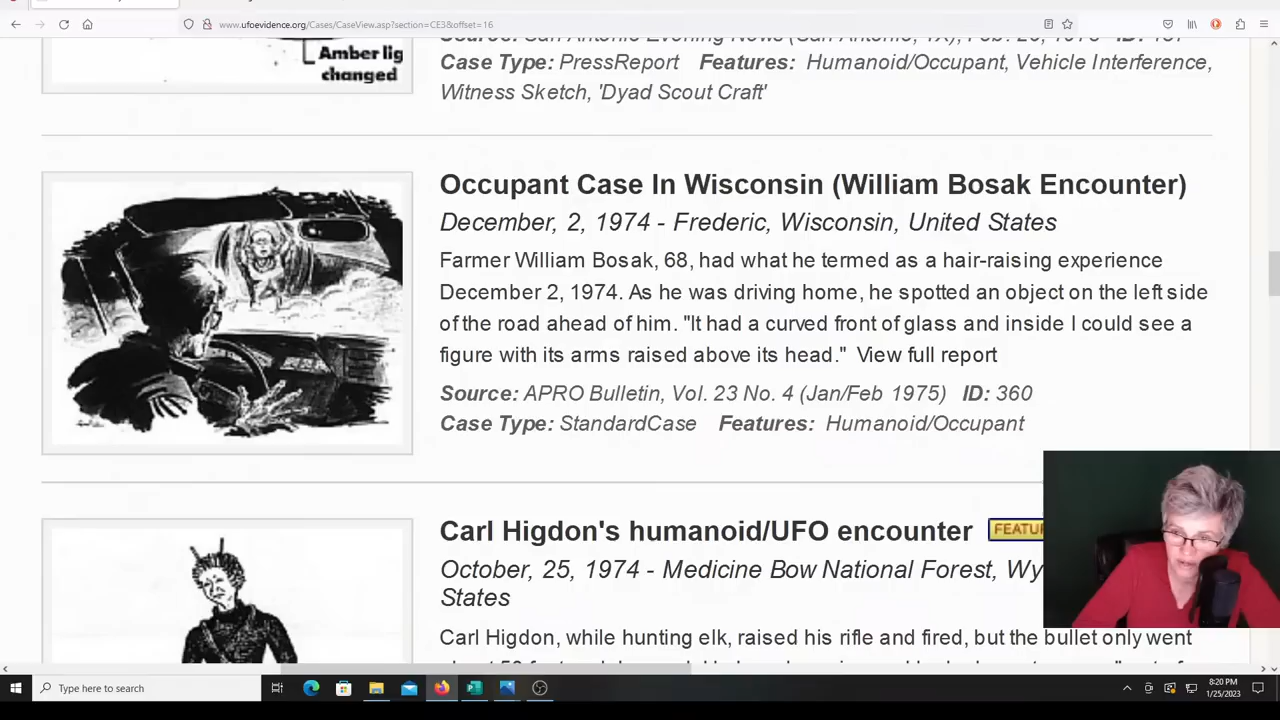 www.ufoevidence.org/Cases/CaseView.asp?section=CE3&offset=16
Amber lig
changed
Case Type: PressReport Features: Humanoid/Occupant, Vehicle Interference,
Witness Sketch, 'Dyad Scout Craft'
Occupant Case In Wisconsin (William Bosak Encounter)
December, 2, 1974 - Frederic, Wisconsin, United States
Farmer William Bosak, 68, had what he termed as a hair-raising experience
December 2, 1974. As he was driving home, he spotted an object on the left side
of the road ahead of him. "It had a curved front of glass and inside I could see a
figure with its arms raised above its head." View full report
Source: APRO Bulletin, Vol. 23 No. 4 (Jan/Feb 1975) ID: 360
Case Type: StandardCase Features: Humanoid/Occupant
Carl Higdon's humanoid/UFO encounter FEATU
October, 25, 1974 - Medicine Bow National Forest, Wy
States
Carl Higdon, while hunting elk, raised his rifle and fired, but the bullet only went
Type here to search
8:20 PM
1/25/2023